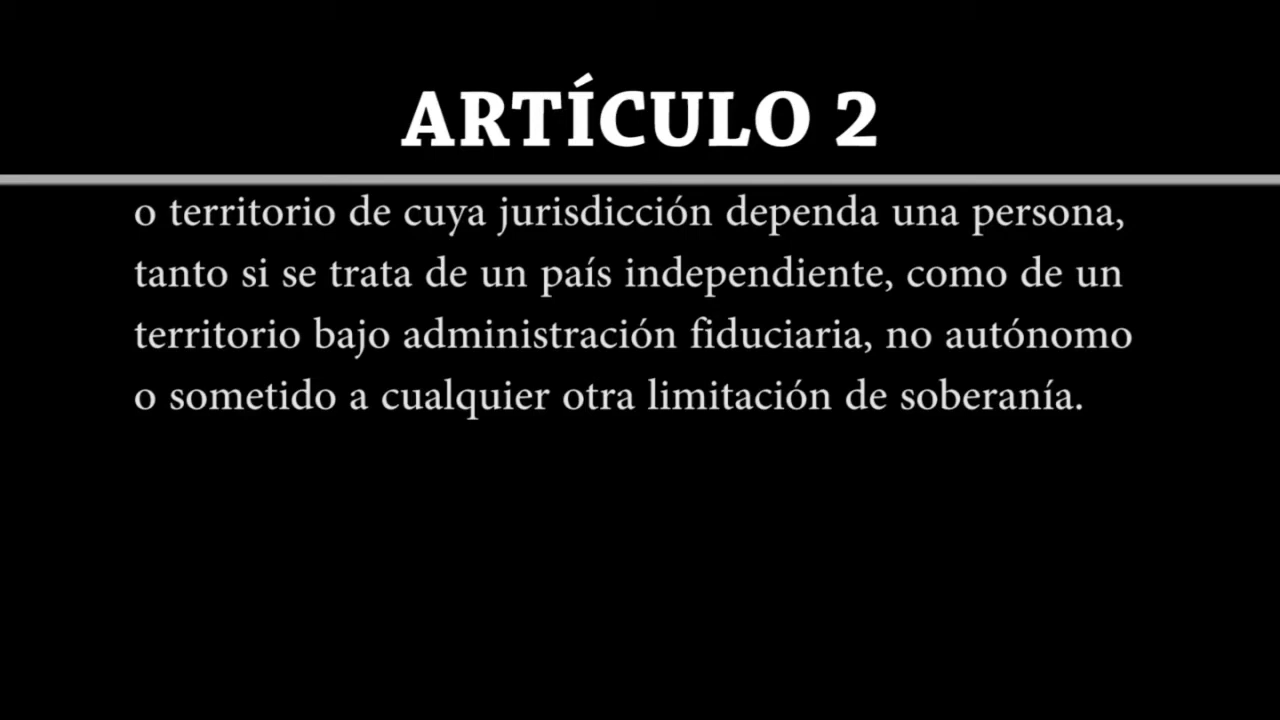 ARTÍCULO 2
o territorio de cuya jurisdicción dependa una persona,
tanto si se trata de un país independiente, como de un
territorio bajo administración fiduciaria, no autónomo
o sometido a cualquier otra limitación de soberanía.